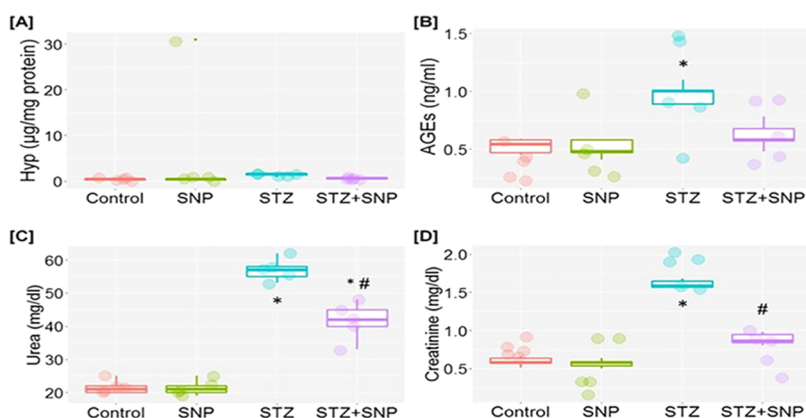 [A]
Hyp (µg/mg protein)
30
20
10
0
Control SNP STZ STZ+SNP
[B]
AGEs (ng/ml)
1.5
1.0
0.5
*
Control SNP STZ STZ+SNP
[C]
Urea (mg/dl)
60
50
40
30
20
*
* #
Control SNP STZ STZ+SNP
[D]
Creatinine (mg/dl)
2.0
1.5
1.0
0.5
*
#
Control SNP STZ STZ+SNP